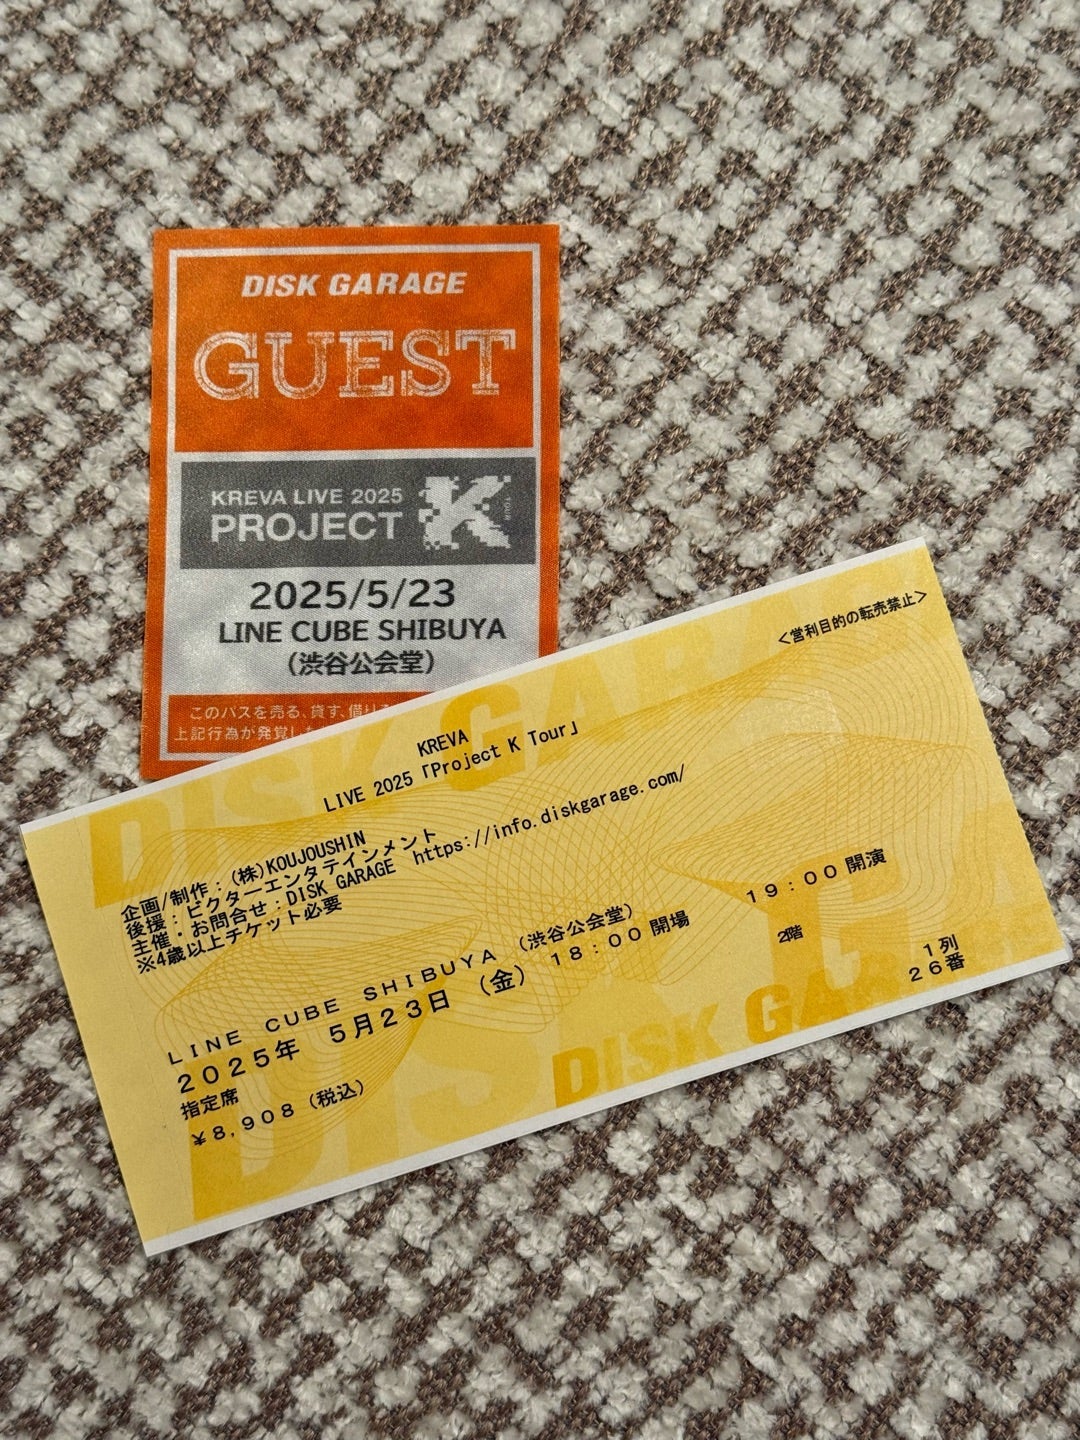 DISK GARAGE
GUEST
KREVA LIVE 2025
PROJECT K
TOUR
2025/5/23
LINE CUBE SHIBUYA
（渋谷公会堂）
このパスを売る、貸す、借り
上記行為が発覚し
<営利目的の転売禁止>
KREVA
LIVE 2025「Project K Tour」
企画/制作：(株)KOUJOUSHIN
後援：ビクターエンタテインメント
主催・お問合せ：DISK GARAGE　https://info.diskgarage.com/
※4歳以上チケット必要
ＬＩＮＥ　ＣＵＢＥ　ＳＨＩＢＵＹＡ　（渋谷公会堂）
２０２５年　５月２３日　（金）　１８：００ 開場　１９：００ 開演
指定席　2階　１列
２６番
￥８，９０８（税込）
DISK GARA
DISK GAR
DISK